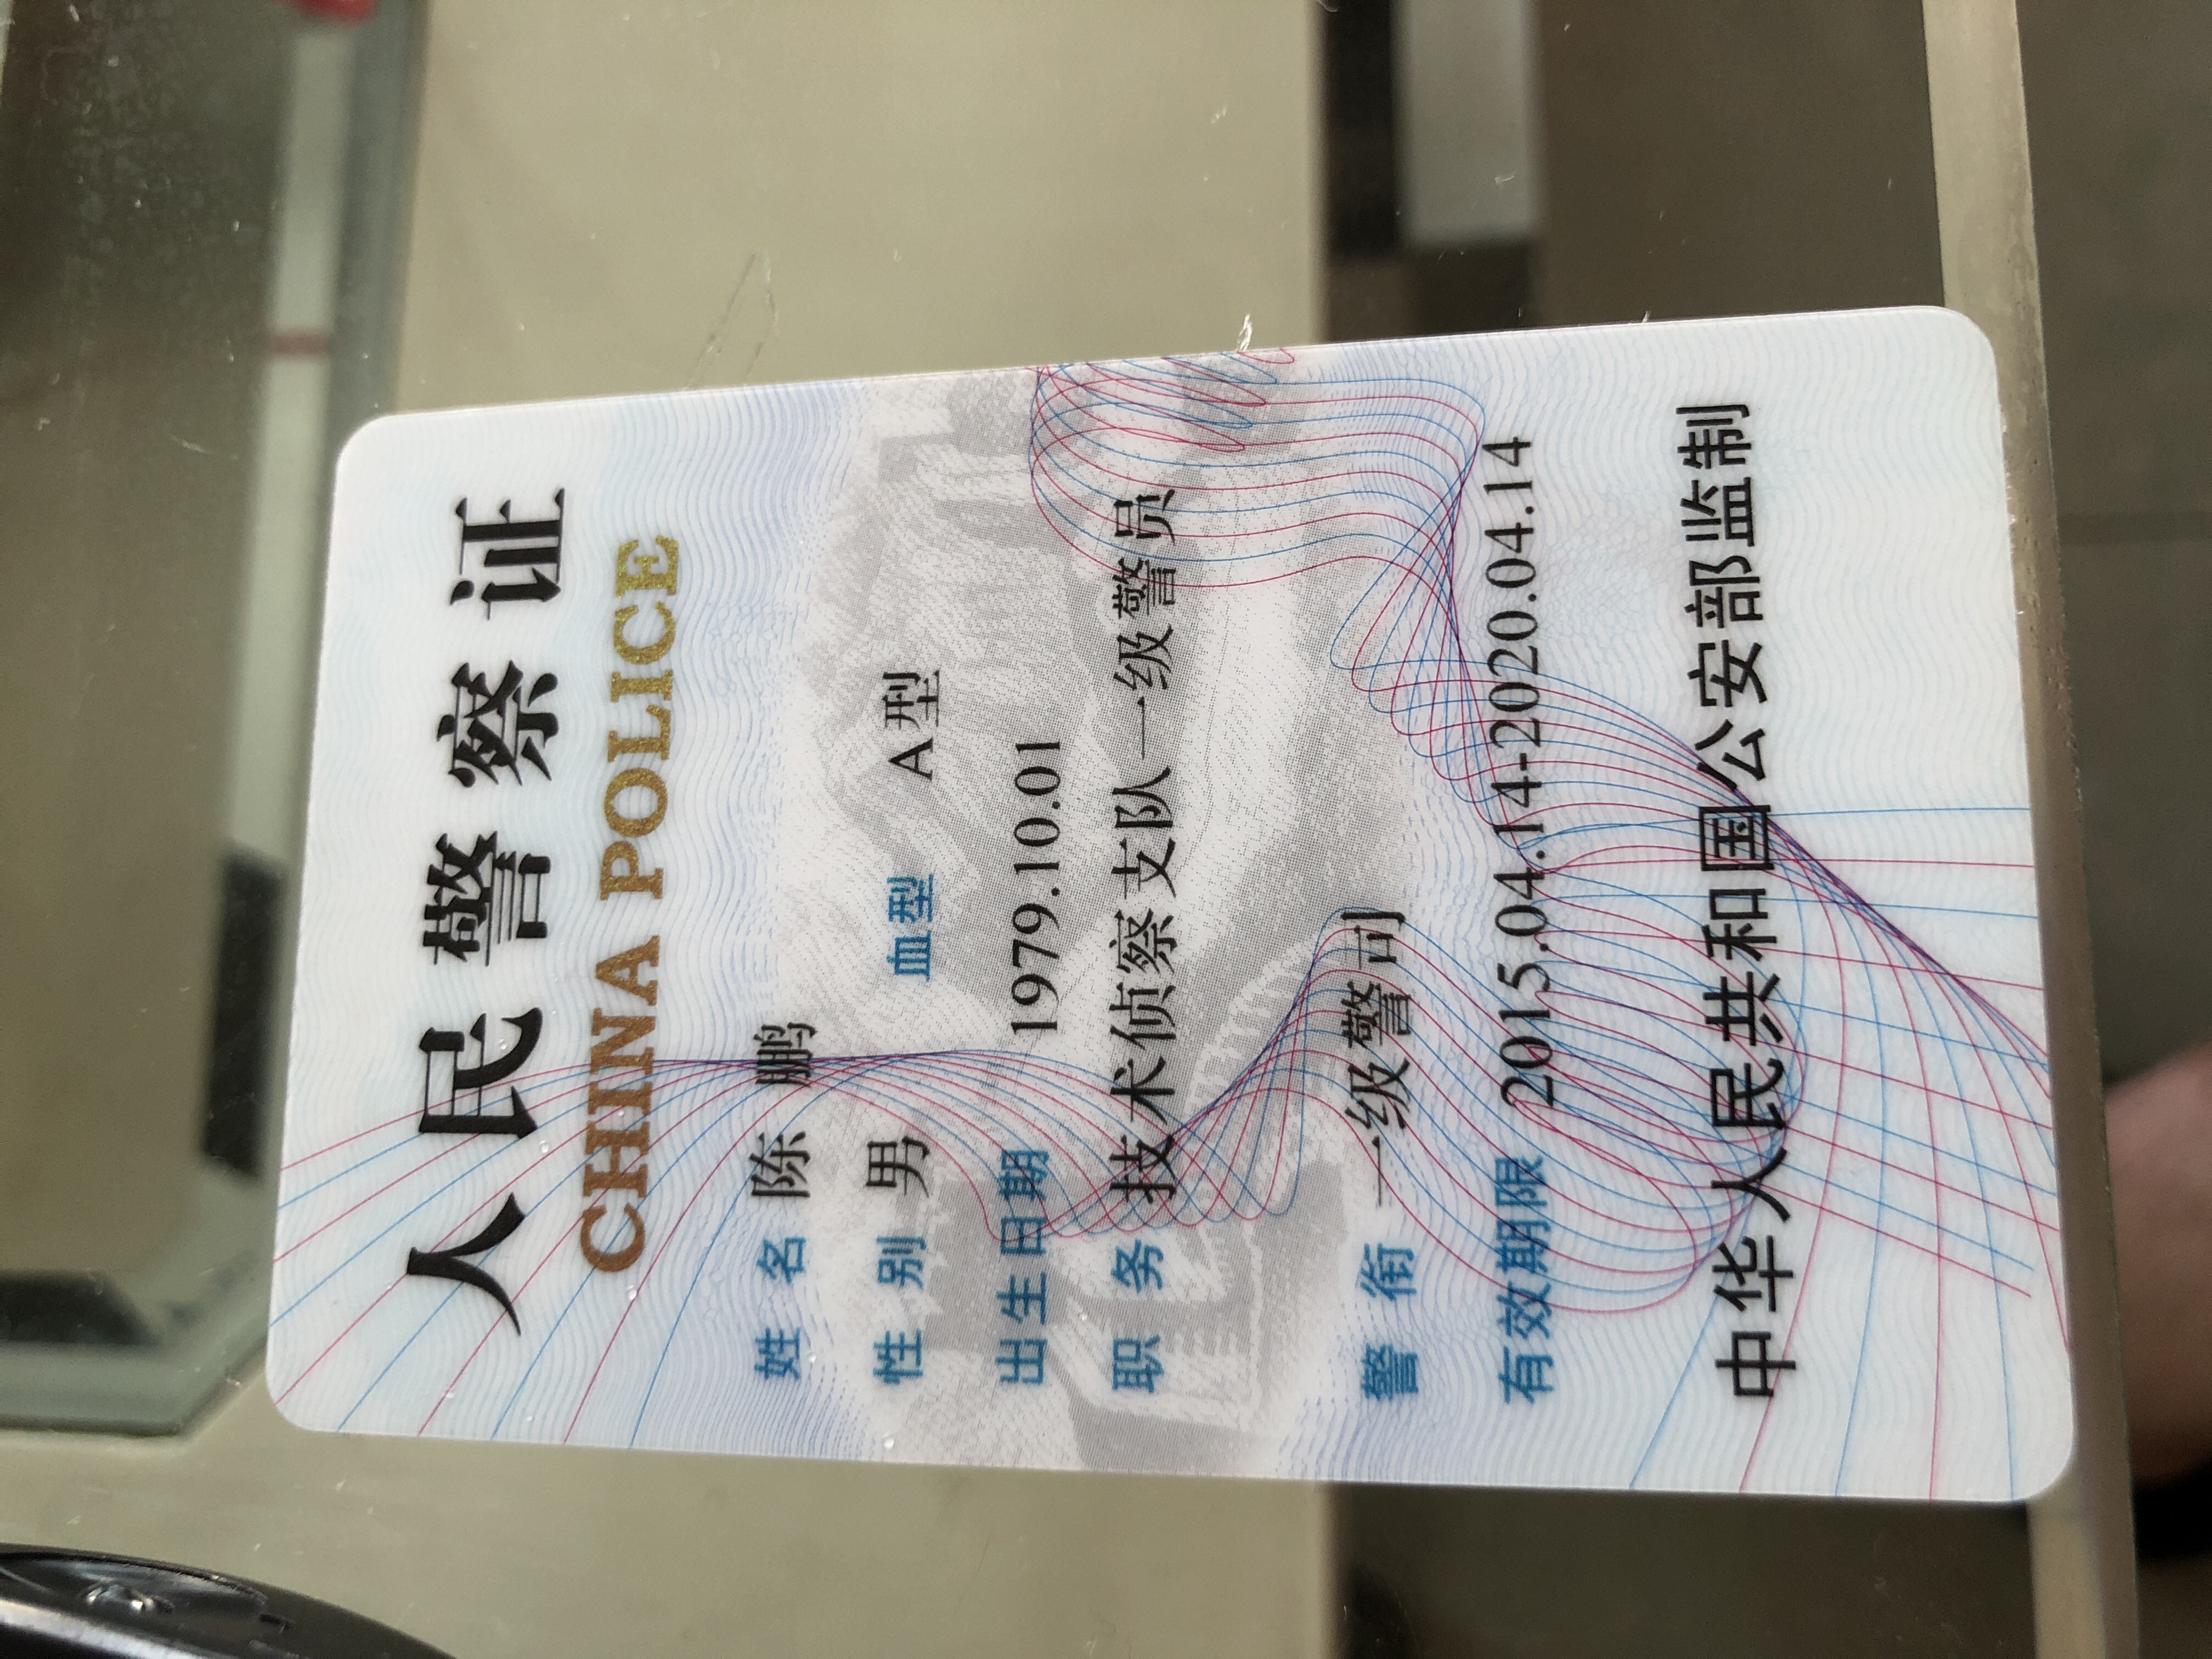 人民警察证
CHINA POLICE
姓 名 陈 鹏
性 别 男 血型 A型
出生日期 1979.10.01
职 务 技术侦察支队一级警员
警 衔 一级警司
有效期限 2015.04.14-2020.04.14
中华人民共和国公安部监制